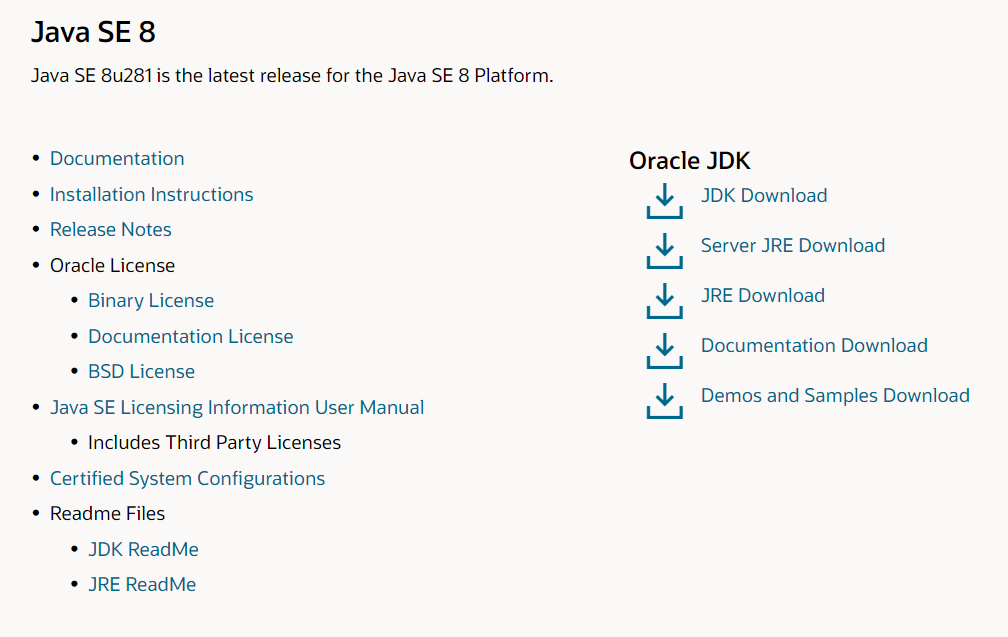 Java SE 8
Java SE 8u281 is the latest release for the Java SE 8 Platform.
• Documentation
• Installation Instructions
• Release Notes
• Oracle License
• Binary License
• Documentation License
• BSD License
• Java SE Licensing Information User Manual
• Includes Third Party Licenses
• Certified System Configurations
• Readme Files
• JDK ReadMe
• JRE ReadMe
Oracle JDK
JDK Download
Server JRE Download
JRE Download
Documentation Download
Demos and Samples Download